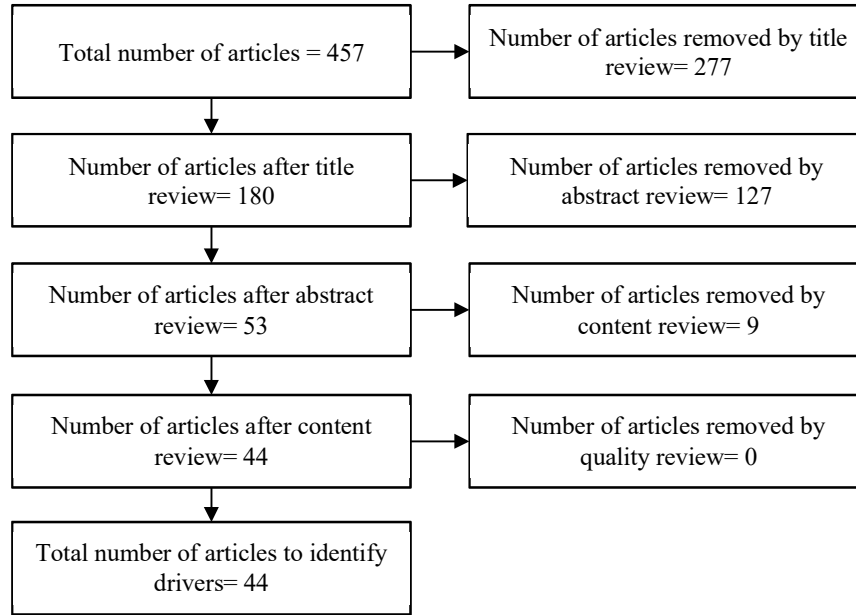 Total number of articles = 457
Number of articles removed by title
review= 277
Number of articles after title
review= 180
Number of articles removed by
abstract review= 127
Number of articles after abstract
review= 53
Number of articles removed by
content review= 9
Number of articles after content
review= 44
Number of articles removed by
quality review= 0
Total number of articles to identify
drivers= 44